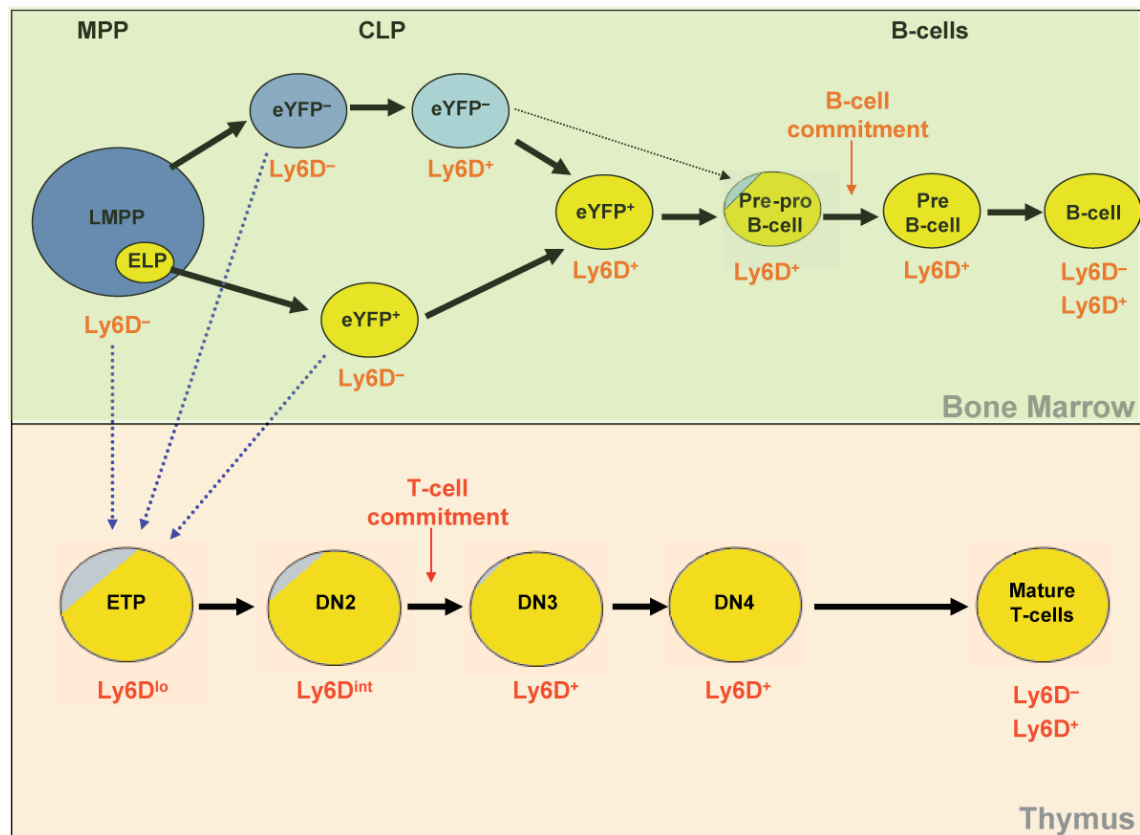 MPP
CLP
B-cells
eYFP⁻
Ly6D⁻
eYFP⁻
Ly6D⁺
B-cell
commitment
LMPP
ELP
Ly6D⁻
eYFP⁺
Ly6D⁻
eYFP⁺
Ly6D⁺
Pre-pro
B-cell
Ly6D⁺
Pre
B-cell
Ly6D⁺
B-cell
Ly6D⁻
Ly6D⁺
Bone Marrow
T-cell
commitment
ETP
Ly6Dˡᵒ
DN2
Ly6Dⁱⁿᵗ
DN3
Ly6D⁺
DN4
Ly6D⁺
Mature
T-cells
Ly6D⁻
Ly6D⁺
Thymus